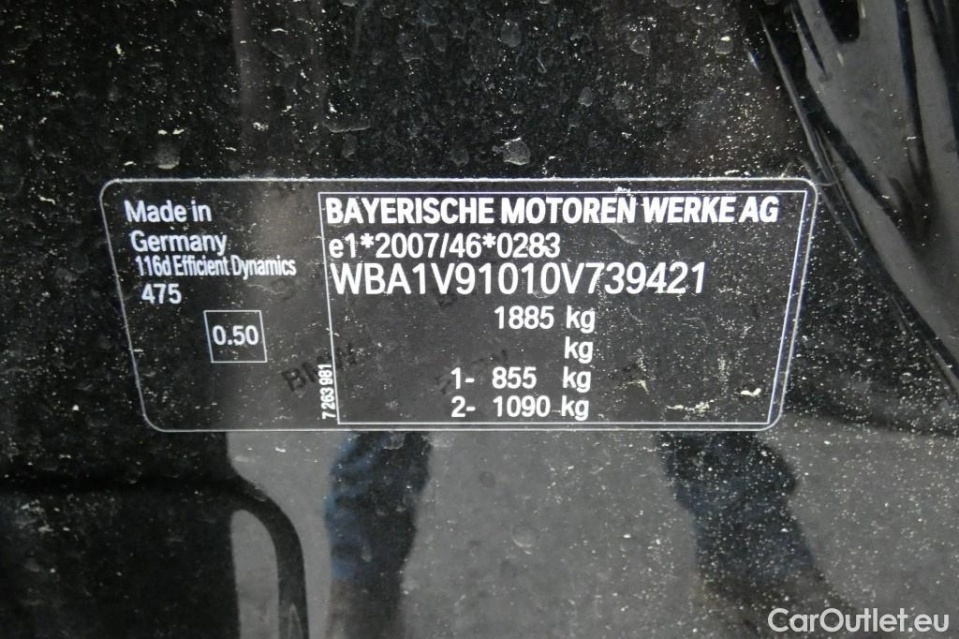 Made in
Germany
116d Efficient Dynamics
475
0.50
7 263 981
BAYERISCHE MOTOREN WERKE AG
e1*2007/46*0283
WBA1V91010V739421
1885 kg
kg
1- 855 kg
2- 1090 kg
CarOutlet.eu